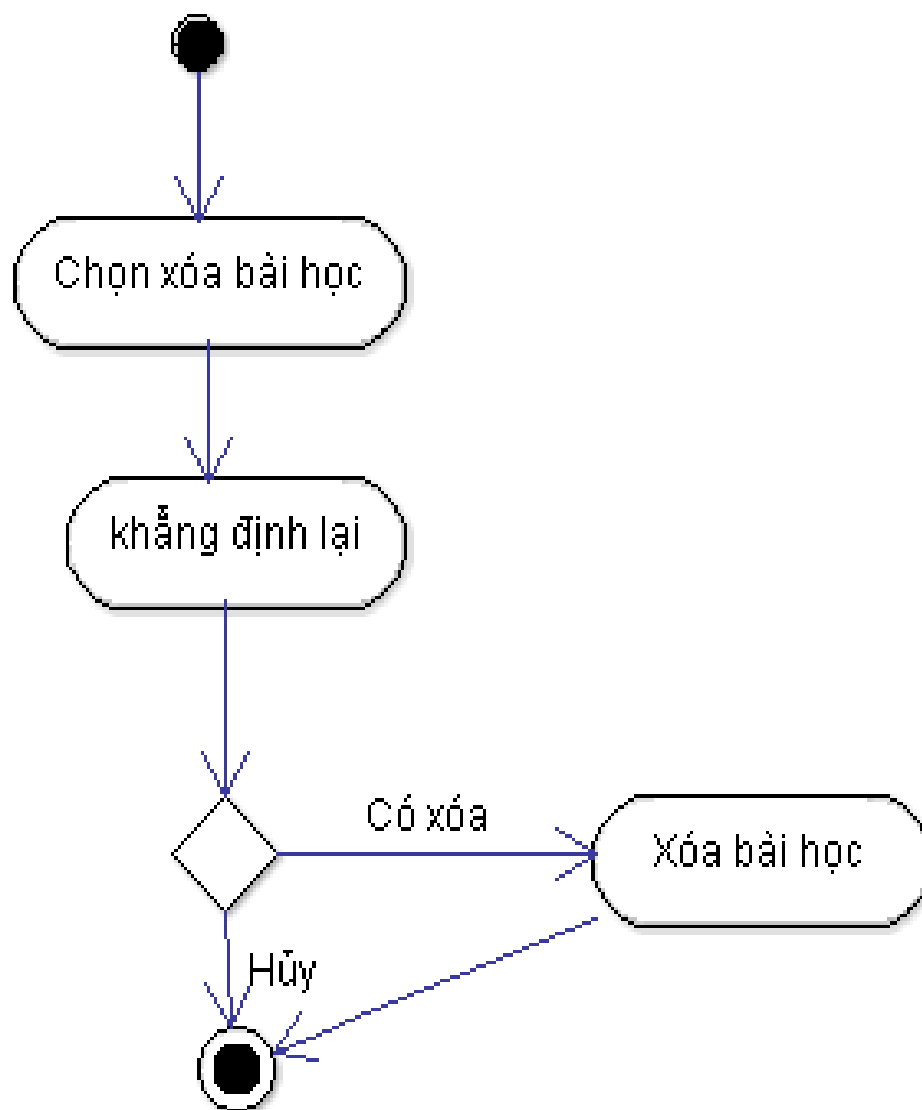 Chọn xóa bài học
khẳng định lại
Có xóa
Xóa bài học
Hủy